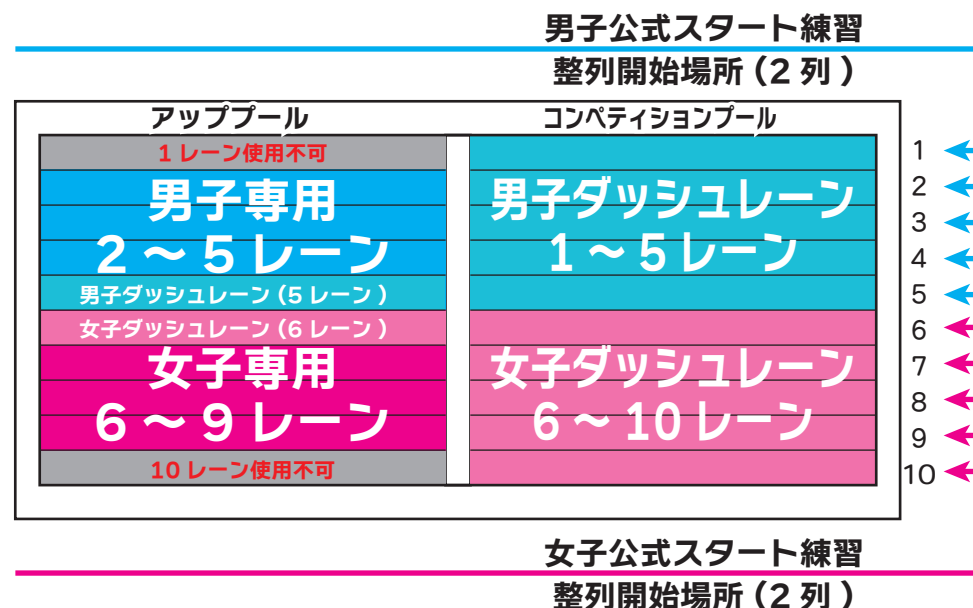 男子公式スタート練習
整列開始場所（2 列 ）
アッププール
コンペティションプール
1 レーン使用不可
男子専用
2 ～ 5 レーン
男子ダッシュレーン（5 レーン ）
女子ダッシュレーン（6 レーン ）
女子専用
6 ～ 9 レーン
10 レーン使用不可
男子ダッシュレーン
1 ～ 5 レーン
女子ダッシュレーン
6 ～ 10 レーン
1
2
3
4
5
6
7
8
9
10
女子公式スタート練習
整列開始場所（2 列 ）